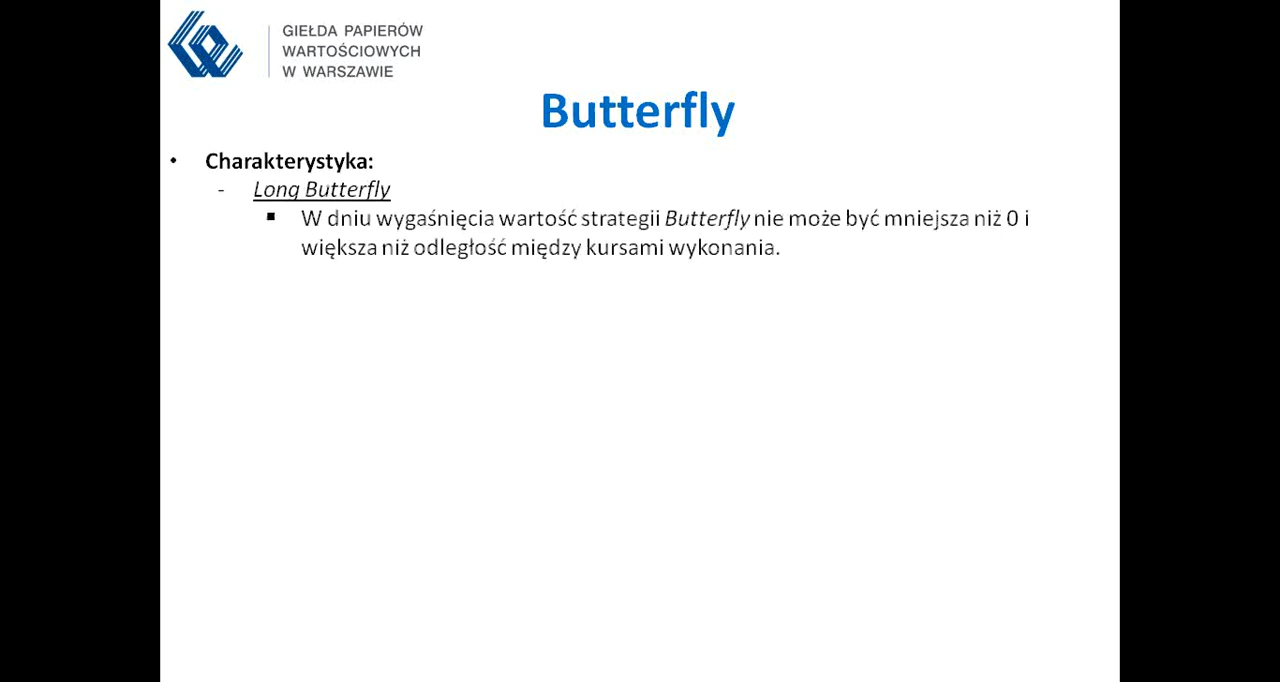 GIEŁDA PAPIERÓW
WARTOŚCIOWYCH
W WARSZAWIE
Butterfly
• Charakterystyka:
- Long Butterfly
▪ W dniu wygaśnięcia wartość strategii Butterfly nie może być mniejsza niż 0 i
większa niż odległość między kursami wykonania.